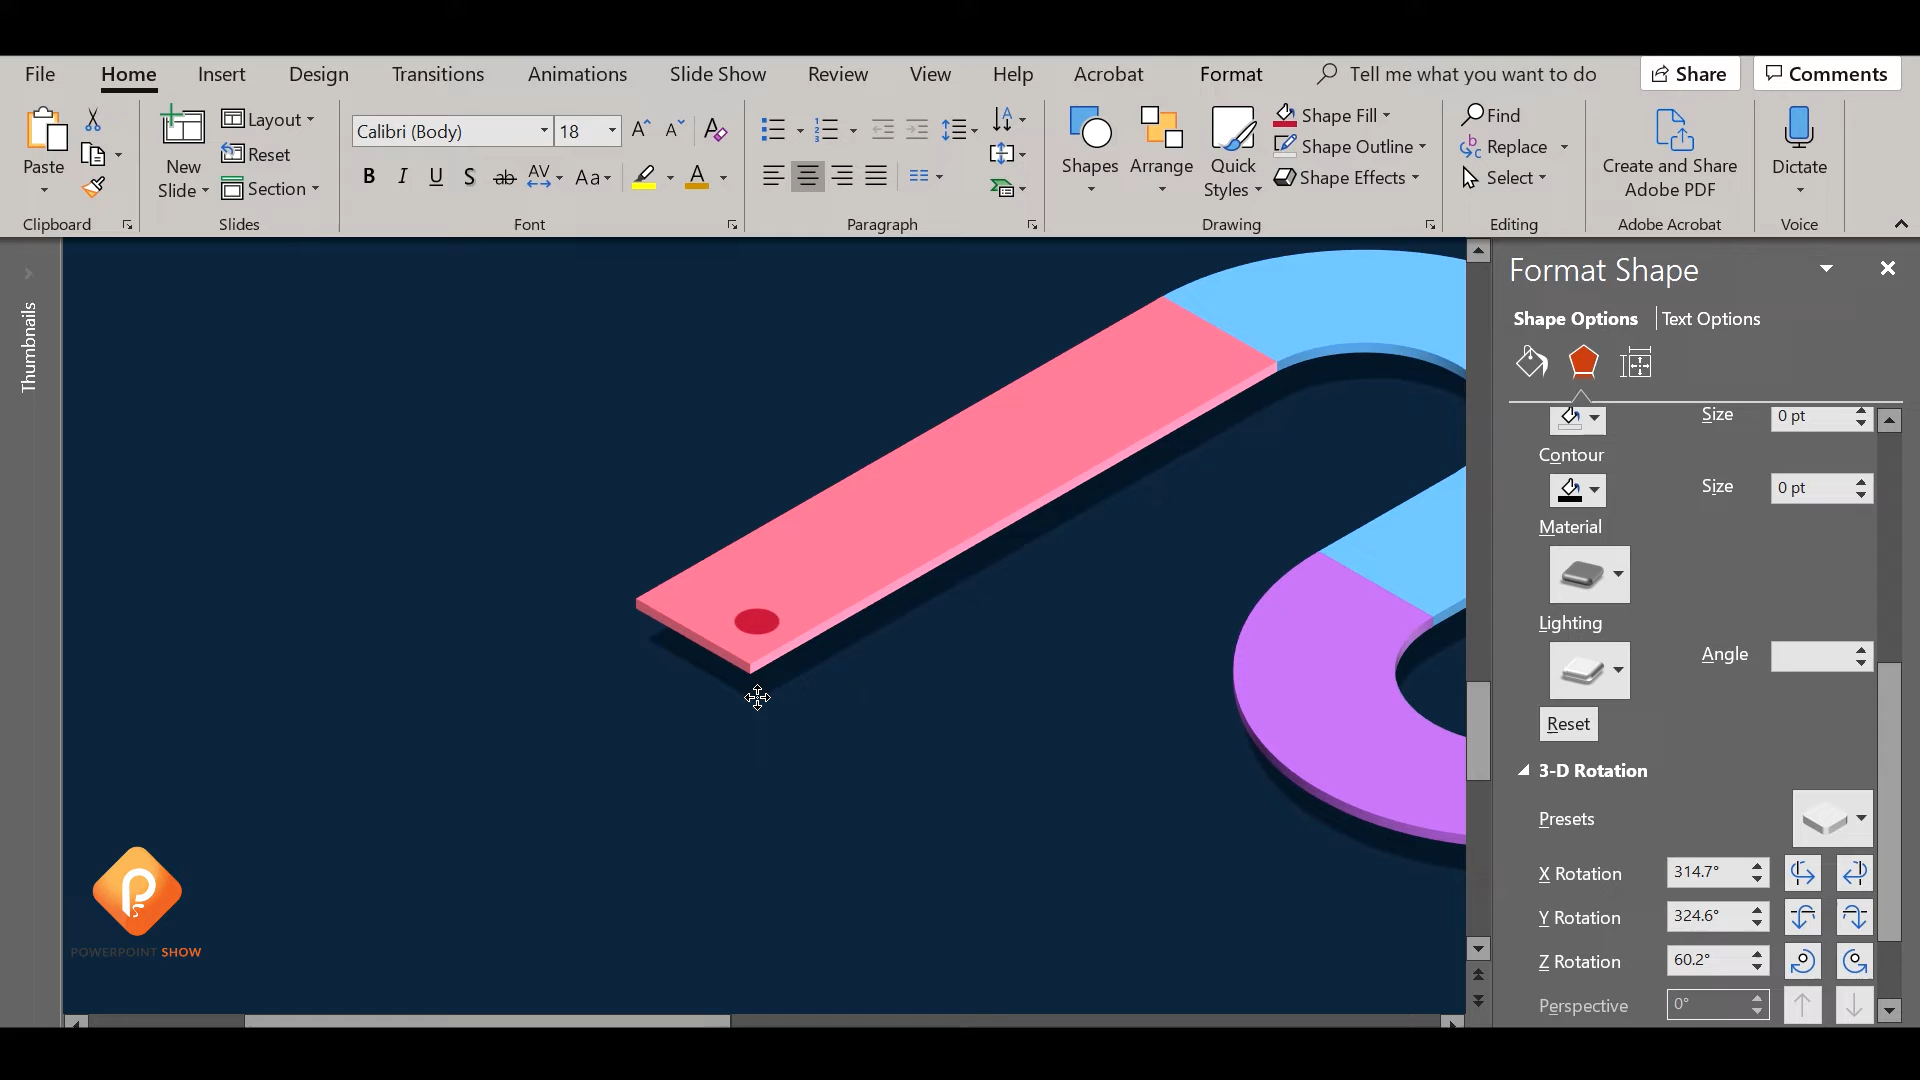 File Home Insert Design Transitions Animations Slide Show Review View Help Acrobat Format Tell me what you want to do Share Comments
Paste
Clipboard
New
Slide
Layout
Reset
Section
Slides
Calibri (Body) 18
B I U S ab AV Aa A
Font
Paragraph
Shapes
Arrange
Quick
Styles
Shape Fill
Shape Outline
Shape Effects
Drawing
Find
Replace
Select
Editing
Create and Share
Adobe PDF
Adobe Acrobat
Dictate
Voice
Thumbnails
POWERPOINT SHOW
Format Shape
Shape Options Text Options
Size 0 pt
Contour
Size 0 pt
Material
Lighting
Angle
Reset
3-D Rotation
Presets
X Rotation 314.7°
Y Rotation 324.6°
Z Rotation 60.2°
Perspective 0°